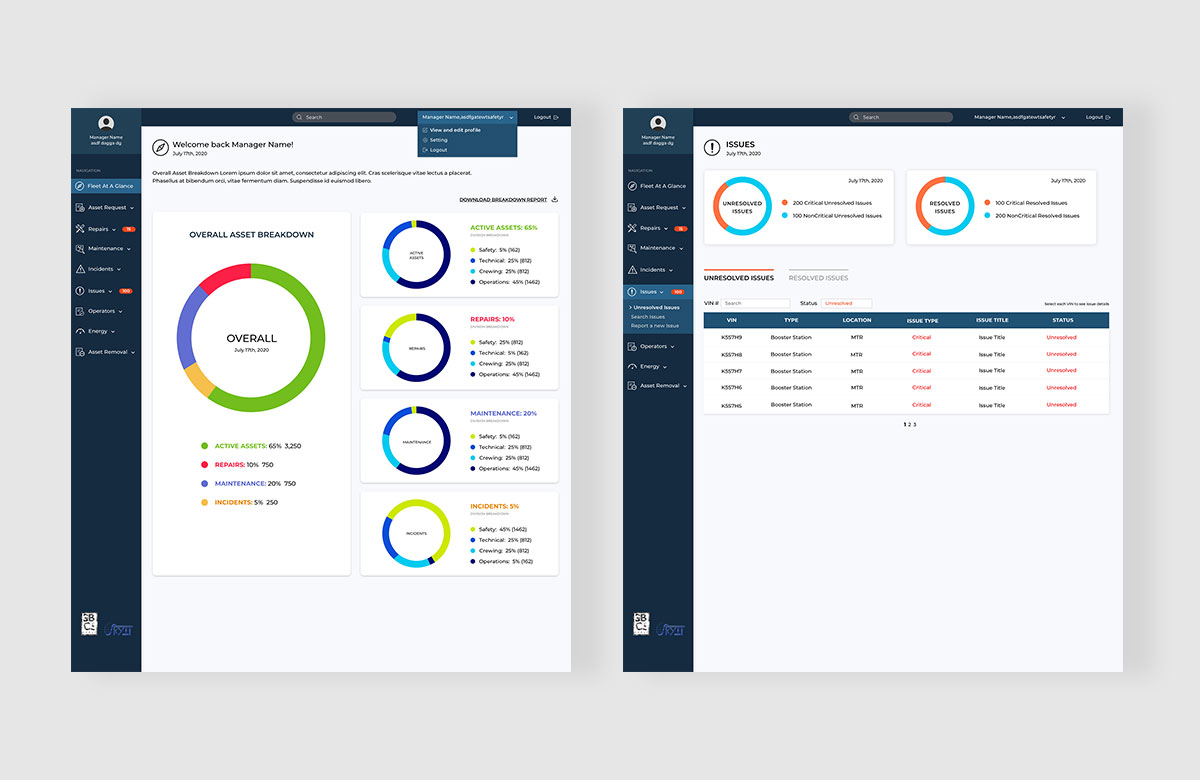 Manager Name
asdf dagga dg
NAVIGATION
Fleet At A Glance
Asset Request
Repairs 16
Maintenance
Incidents
Issues 100
Operators
Energy
Asset Removal
Search
Manager Name,asdfgatewtsafetyr
Logout
View and edit profile
Setting
Logout
Welcome back Manager Name!
July 17th, 2020
Overall Asset Breakdown Lorem ipsum dolor sit amet, consectetur adipiscing elit. Cras scelerisque vitae lectus a placerat.
Phasellus at bibendum orci, vitae fermentum diam. Suspendisse id euismod libero.
DOWNLOAD BREAKDOWN REPORT
OVERALL ASSET BREAKDOWN
OVERALL
July 17th, 2020
ACTIVE ASSETS: 65% 3,250
REPAIRS: 10% 750
MAINTENANCE: 20% 750
INCIDENTS: 5% 250
ACTIVE
ASSETS
ACTIVE ASSETS: 65%
DIVISION BREAKDOWN
Safety: 5% (162)
Technical: 25% (812)
Crewing: 25% (812)
Operations: 45% (1462)
REPAIRS
REPAIRS: 10%
DIVISION BREAKDOWN
Safety: 25% (812)
Technical: 5% (162)
Crewing: 25% (812)
Operations: 45% (1462)
MAINTENANCE
MAINTENANCE: 20%
DIVISION BREAKDOWN
Safety: 5% (162)
Technical: 25% (812)
Crewing: 25% (812)
Operations: 45% (1462)
INCIDENTS
INCIDENTS: 5%
DIVISION BREAKDOWN
Safety: 45% (1462)
Technical: 25% (812)
Crewing: 25% (812)
Operations: 5% (162)
Manager Name
asdf dagga dg
NAVIGATION
Fleet At A Glance
Asset Request
Repairs 16
Maintenance
Incidents
Issues 100
Unresolved Issues
Search Issues
Report a new issue
Operators
Energy
Asset Removal
Search
Manager Name,asdfgatewtsafetyr
Logout
ISSUES
July 17th, 2020
July 17th, 2020
UNRESOLVED
ISSUES
200 Critical Unresolved Issues
100 NonCritical Unresolved Issues
July 17th, 2020
RESOLVED
ISSUES
100 Critical Resolved Issues
200 NonCritical Resolved Issues
UNRESOLVED ISSUES
RESOLVED ISSUES
VIN # Search Status Unresolved
Select each VIN to see issue details
VIN TYPE LOCATION ISSUE TYPE ISSUE TITLE STATUS
K557H9 Booster Station MTR Critical Issue Title Unresolved
K557H8 Booster Station MTR Critical Issue Title Unresolved
K557H7 Booster Station MTR Critical Issue Title Unresolved
K557H6 Booster Station MTR Critical Issue Title Unresolved
K557H5 Booster Station MTR Critical Issue Title Unresolved
1 2 3